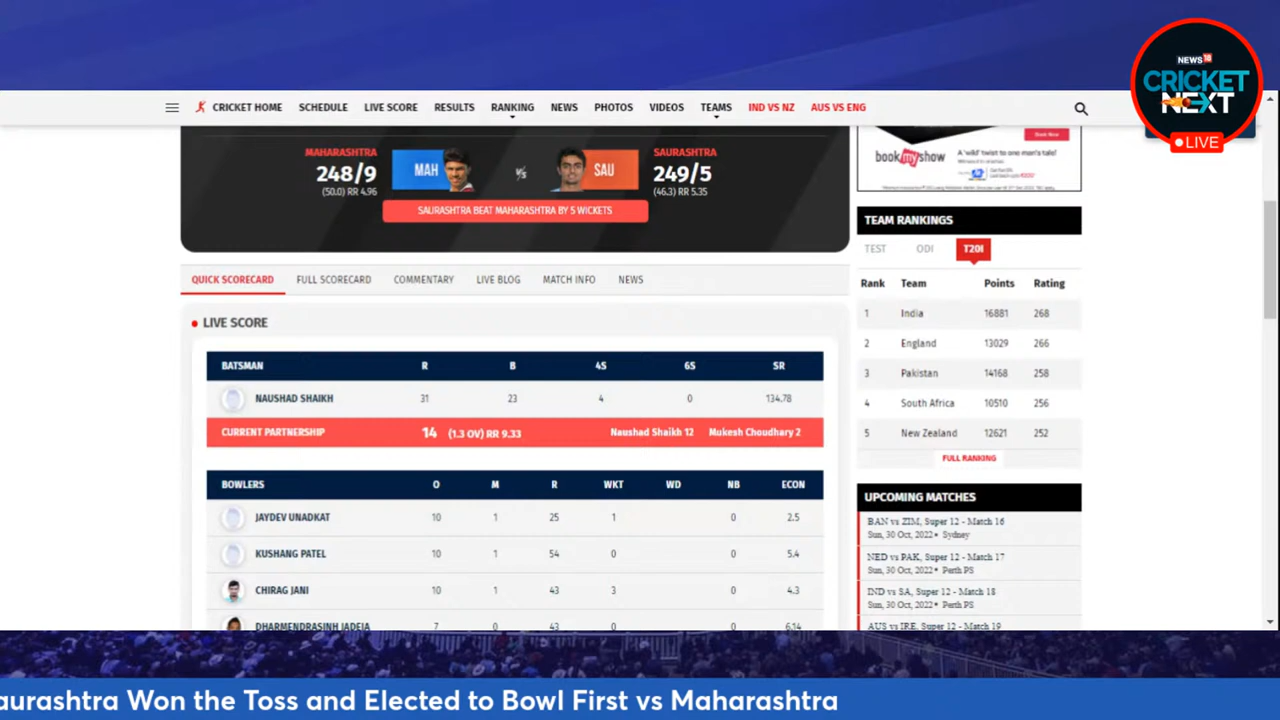 NEWS18
CRICKET
NEXT
LIVE
CRICKET HOME SCHEDULE LIVE SCORE RESULTS RANKING NEWS PHOTOS VIDEOS TEAMS IND VS NZ AUS VS ENG
MAHARASHTRA
248/9
(50.0) RR 4.96
MAH
V/S
SAU
SAURASHTRA
249/5
(46.3) RR 5.35
SAURASHTRA BEAT MAHARASHTRA BY 5 WICKETS
Book Now
bookmyshow
A 'wild' twist to one man's tale!
QUICK SCORECARD FULL SCORECARD COMMENTARY LIVE BLOG MATCH INFO NEWS
LIVE SCORE
BATSMAN R B 4S 6S SR
NAUSHAD SHAIKH 31 23 4 0 134.78
CURRENT PARTNERSHIP 14 (1.3 OV) RR 9.33 Naushad Shaikh 12 Mukesh Choudhary 2
BOWLERS O M R WKT WD NB ECON
JAYDEV UNADKAT 10 1 25 1 0 2.5
KUSHANG PATEL 10 1 54 0 0 5.4
CHIRAG JANI 10 1 43 3 0 4.3
DHARMENDRASINH JADEJA 7 0 43 0 0 6.14
TEAM RANKINGS
TEST ODI T20I
Rank Team Points Rating
1 India 16881 268
2 England 13029 266
3 Pakistan 14168 258
4 South Africa 10510 256
5 New Zealand 12621 252
FULL RANKING
UPCOMING MATCHES
BAN vs ZIM, Super 12 - Match 16
Sun, 30 Oct, 2022• Sydney
NED vs PAK, Super 12 - Match 17
Sun, 30 Oct, 2022• Perth PS
IND vs SA, Super 12 - Match 18
Sun, 30 Oct, 2022• Perth PS
AUS vs IRE, Super 12 - Match 19
aurashtra Won the Toss and Elected to Bowl First vs Maharashtra